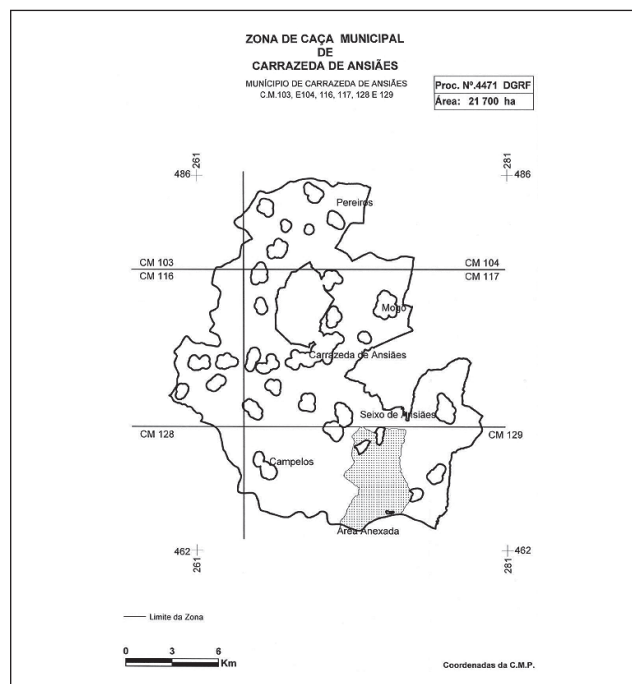 ZONA DE CAÇA MUNICIPAL
DE
CARRAZEDA DE ANSIÃES
MUNÍCIPIO DE CARRAZEDA DE ANSIÃES
C.M.103, E104, 116, 117, 128 E 129
Proc. Nº.4471 DGRF
Área: 21 700 ha
261
281
486
486
Pereiros
CM 103
CM 104
CM 116
CM 117
Mogo
Carrazeda de Ansiães
Seixo de Ansiães
CM 128
CM 129
Campelos
Área Anexada
462
462
261
281
Limite da Zona
0 3 6
Km
Coordenadas da C.M.P.